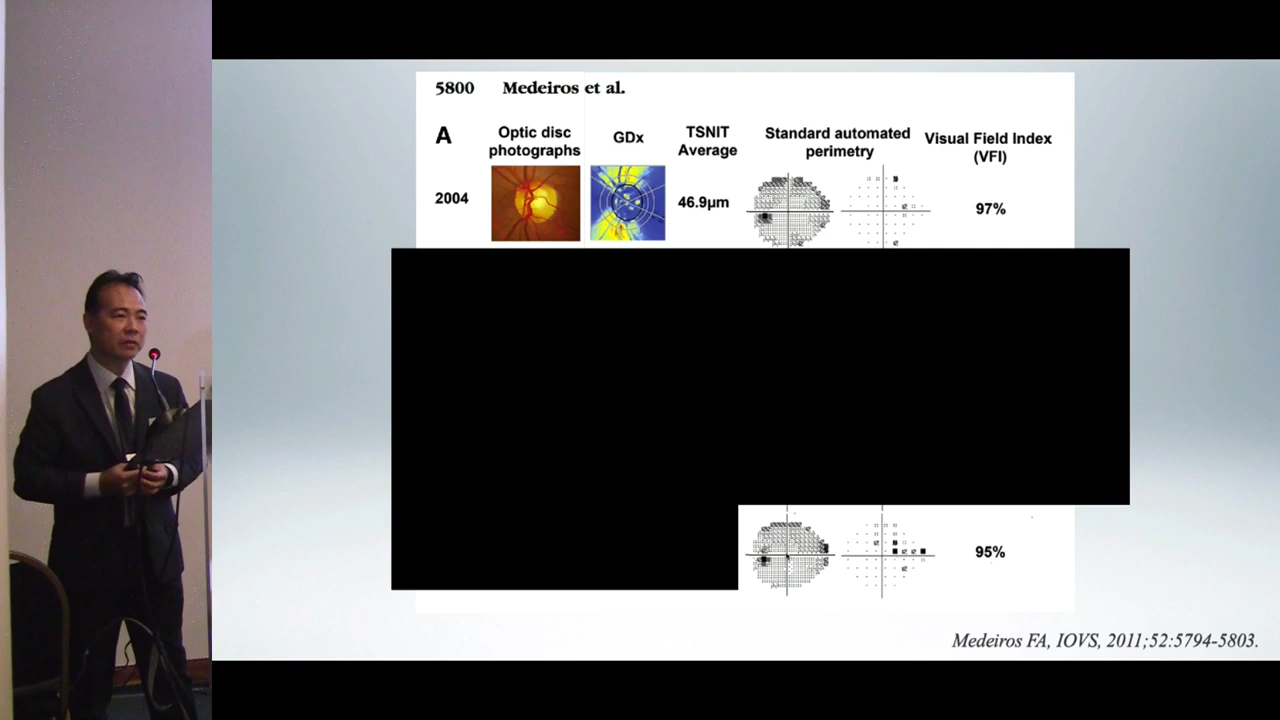 5800 Medeiros et al.
A
Optic disc
photographs
GDx
TSNIT
Average
Standard automated
perimetry
Visual Field Index
(VFI)
2004
46.9µm
97%
95%
Medeiros FA, IOVS, 2011;52:5794-5803.